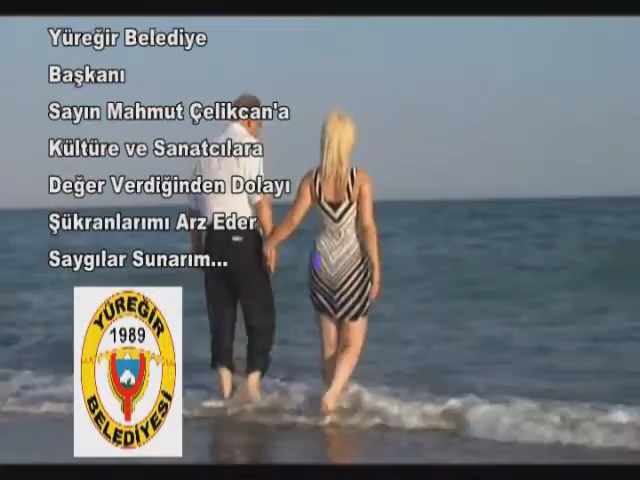 Yüreğir Belediye
Başkanı
Sayın Mahmut Çelikcan'a
Kültüre ve Sanatcılara
Değer Verdiğinden Dolayı
Şükranlarımı Arz Eder
Saygılar Sunarım...
YÜREĞİR
1989
BELEDİYESİ